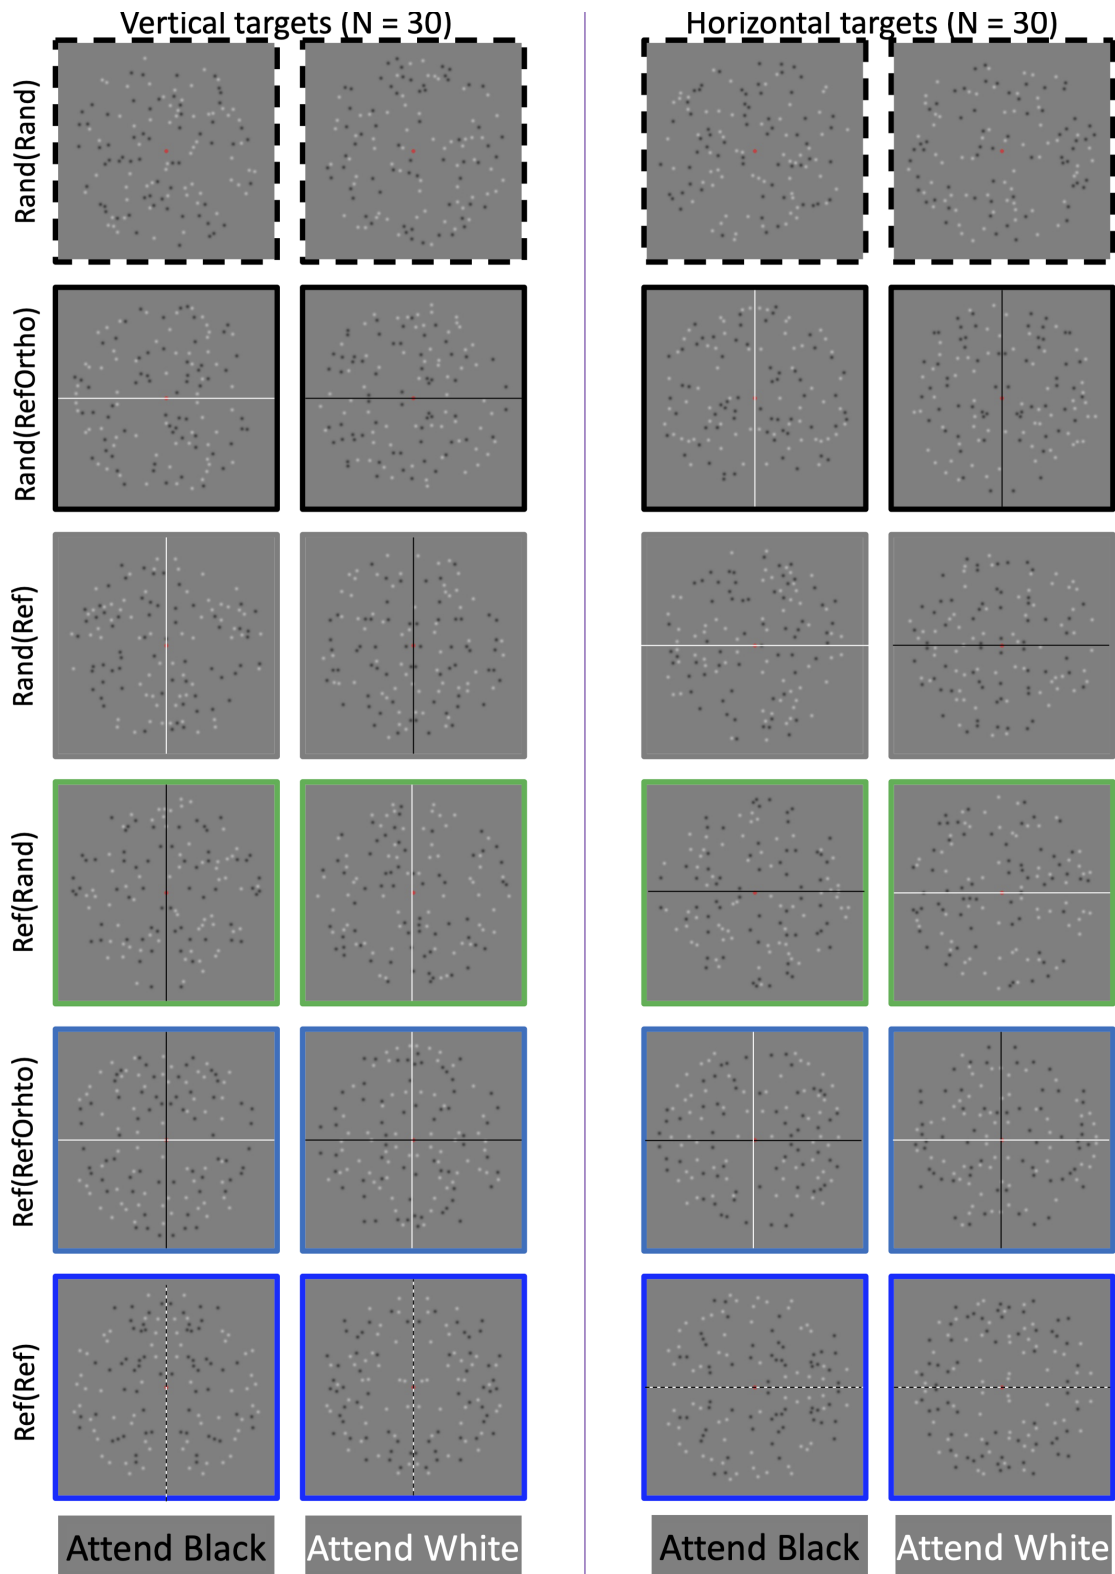 Vertical targets (N = 30)
Horizontal targets (N = 30)
Rand(Rand)
Rand(RefOrtho)
Rand(Ref)
Ref(Rand)
Ref(RefOrhto)
Ref(Ref)
Attend Black
Attend White
Attend Black
Attend White